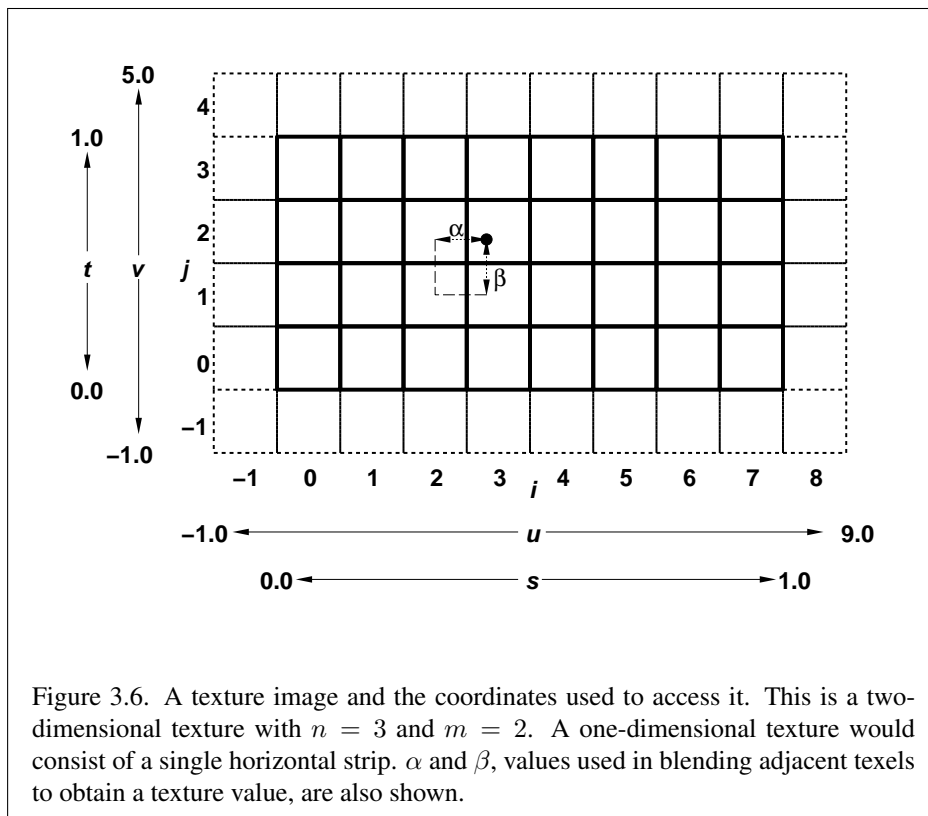 5.0
4
1.0
3
α
2
t v j
β
1
0
0.0
−1
−1.0
−1 0 1 2 3 4 5 6 7 8
i
−1.0 u 9.0
0.0 s 1.0
Figure 3.6. A texture image and the coordinates used to access it. This is a two-
dimensional texture with n = 3 and m = 2. A one-dimensional texture would
consist of a single horizontal strip. α and β, values used in blending adjacent texels
to obtain a texture value, are also shown.